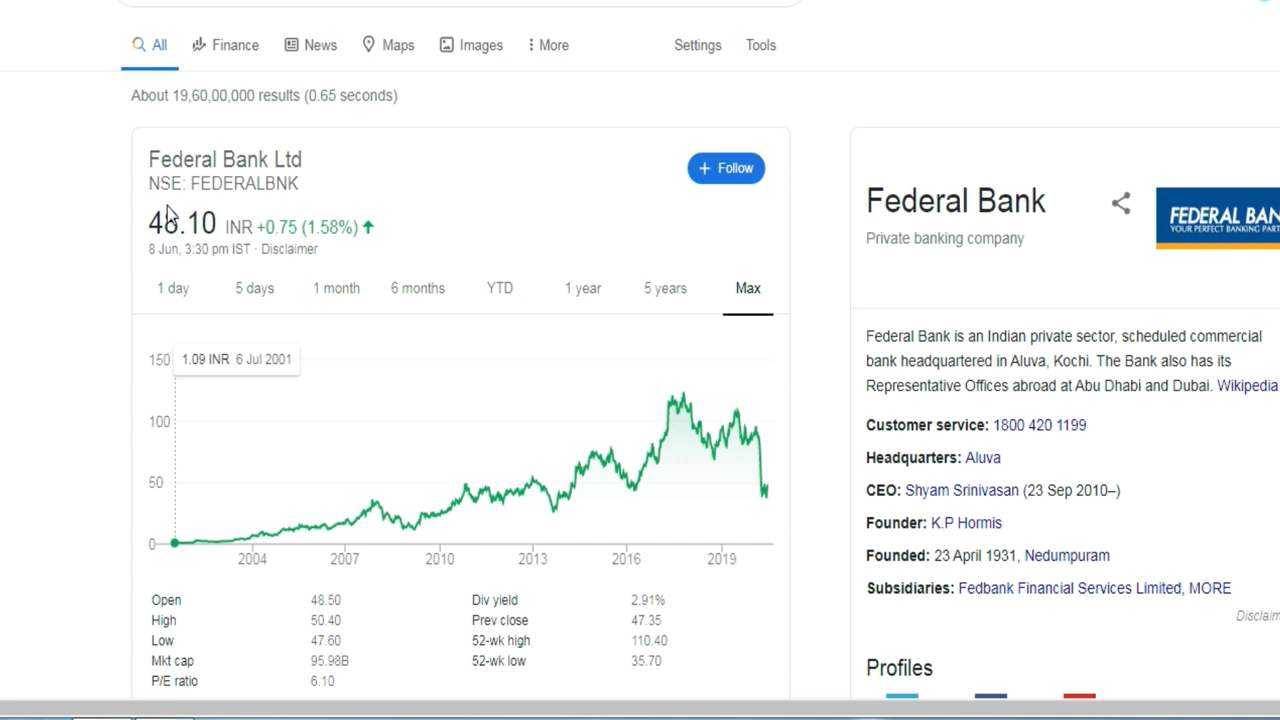 All Finance News Maps Images More Settings Tools
About 19,60,00,000 results (0.65 seconds)
Federal Bank Ltd
NSE: FEDERALBNK
+ Follow
48.10 INR +0.75 (1.58%)
8 Jun, 3:30 pm IST · Disclaimer
1 day 5 days 1 month 6 months YTD 1 year 5 years Max
150 1.09 INR 6 Jul 2001
100
50
0
2004 2007 2010 2013 2016 2019
Open 48.50 Div yield 2.91%
High 50.40 Prev close 47.35
Low 47.60 52-wk high 110.40
Mkt cap 95.98B 52-wk low 35.70
P/E ratio 6.10
Federal Bank
Private banking company
FEDERAL BAN
YOUR PERFECT BANKING PART
Federal Bank is an Indian private sector, scheduled commercial
bank headquartered in Aluva, Kochi. The Bank also has its
Representative Offices abroad at Abu Dhabi and Dubai. Wikipedia
Customer service: 1800 420 1199
Headquarters: Aluva
CEO: Shyam Srinivasan (23 Sep 2010–)
Founder: K.P Hormis
Founded: 23 April 1931, Nedumpuram
Subsidiaries: Fedbank Financial Services Limited, MORE
Disclaim
Profiles